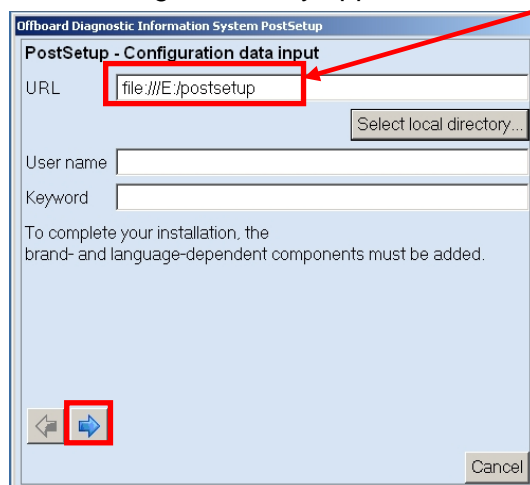 Offboard Diagnostic Information System PostSetup
PostSetup - Configuration data input
URL file:///E:/postsetup
Select local directory...
User name
Keyword
To complete your installation, the
brand- and language-dependent components must be added.
Cancel